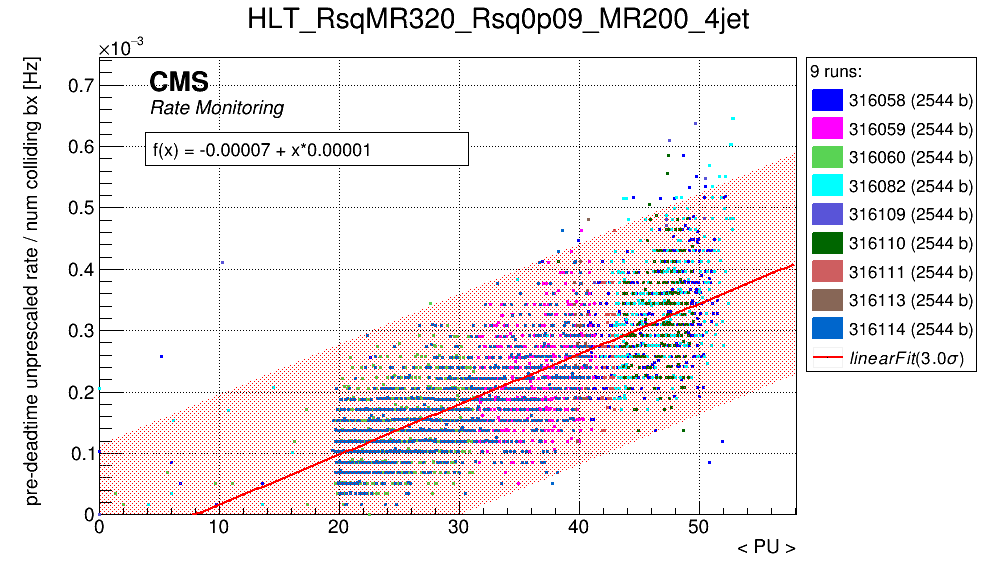 HLT_RsqMR320_Rsq0p09_MR200_4jet
×10⁻³
CMS
Rate Monitoring
f(x) = -0.00007 + x*0.00001
pre-deadtime unprescaled rate / num colliding bx [Hz]
0.7
0.6
0.5
0.4
0.3
0.2
0.1
0
0 10 20 30 40 50
< PU >
9 runs:
316058 (2544 b)
316059 (2544 b)
316060 (2544 b)
316082 (2544 b)
316109 (2544 b)
316110 (2544 b)
316111 (2544 b)
316113 (2544 b)
316114 (2544 b)
linearFit(3.0σ)